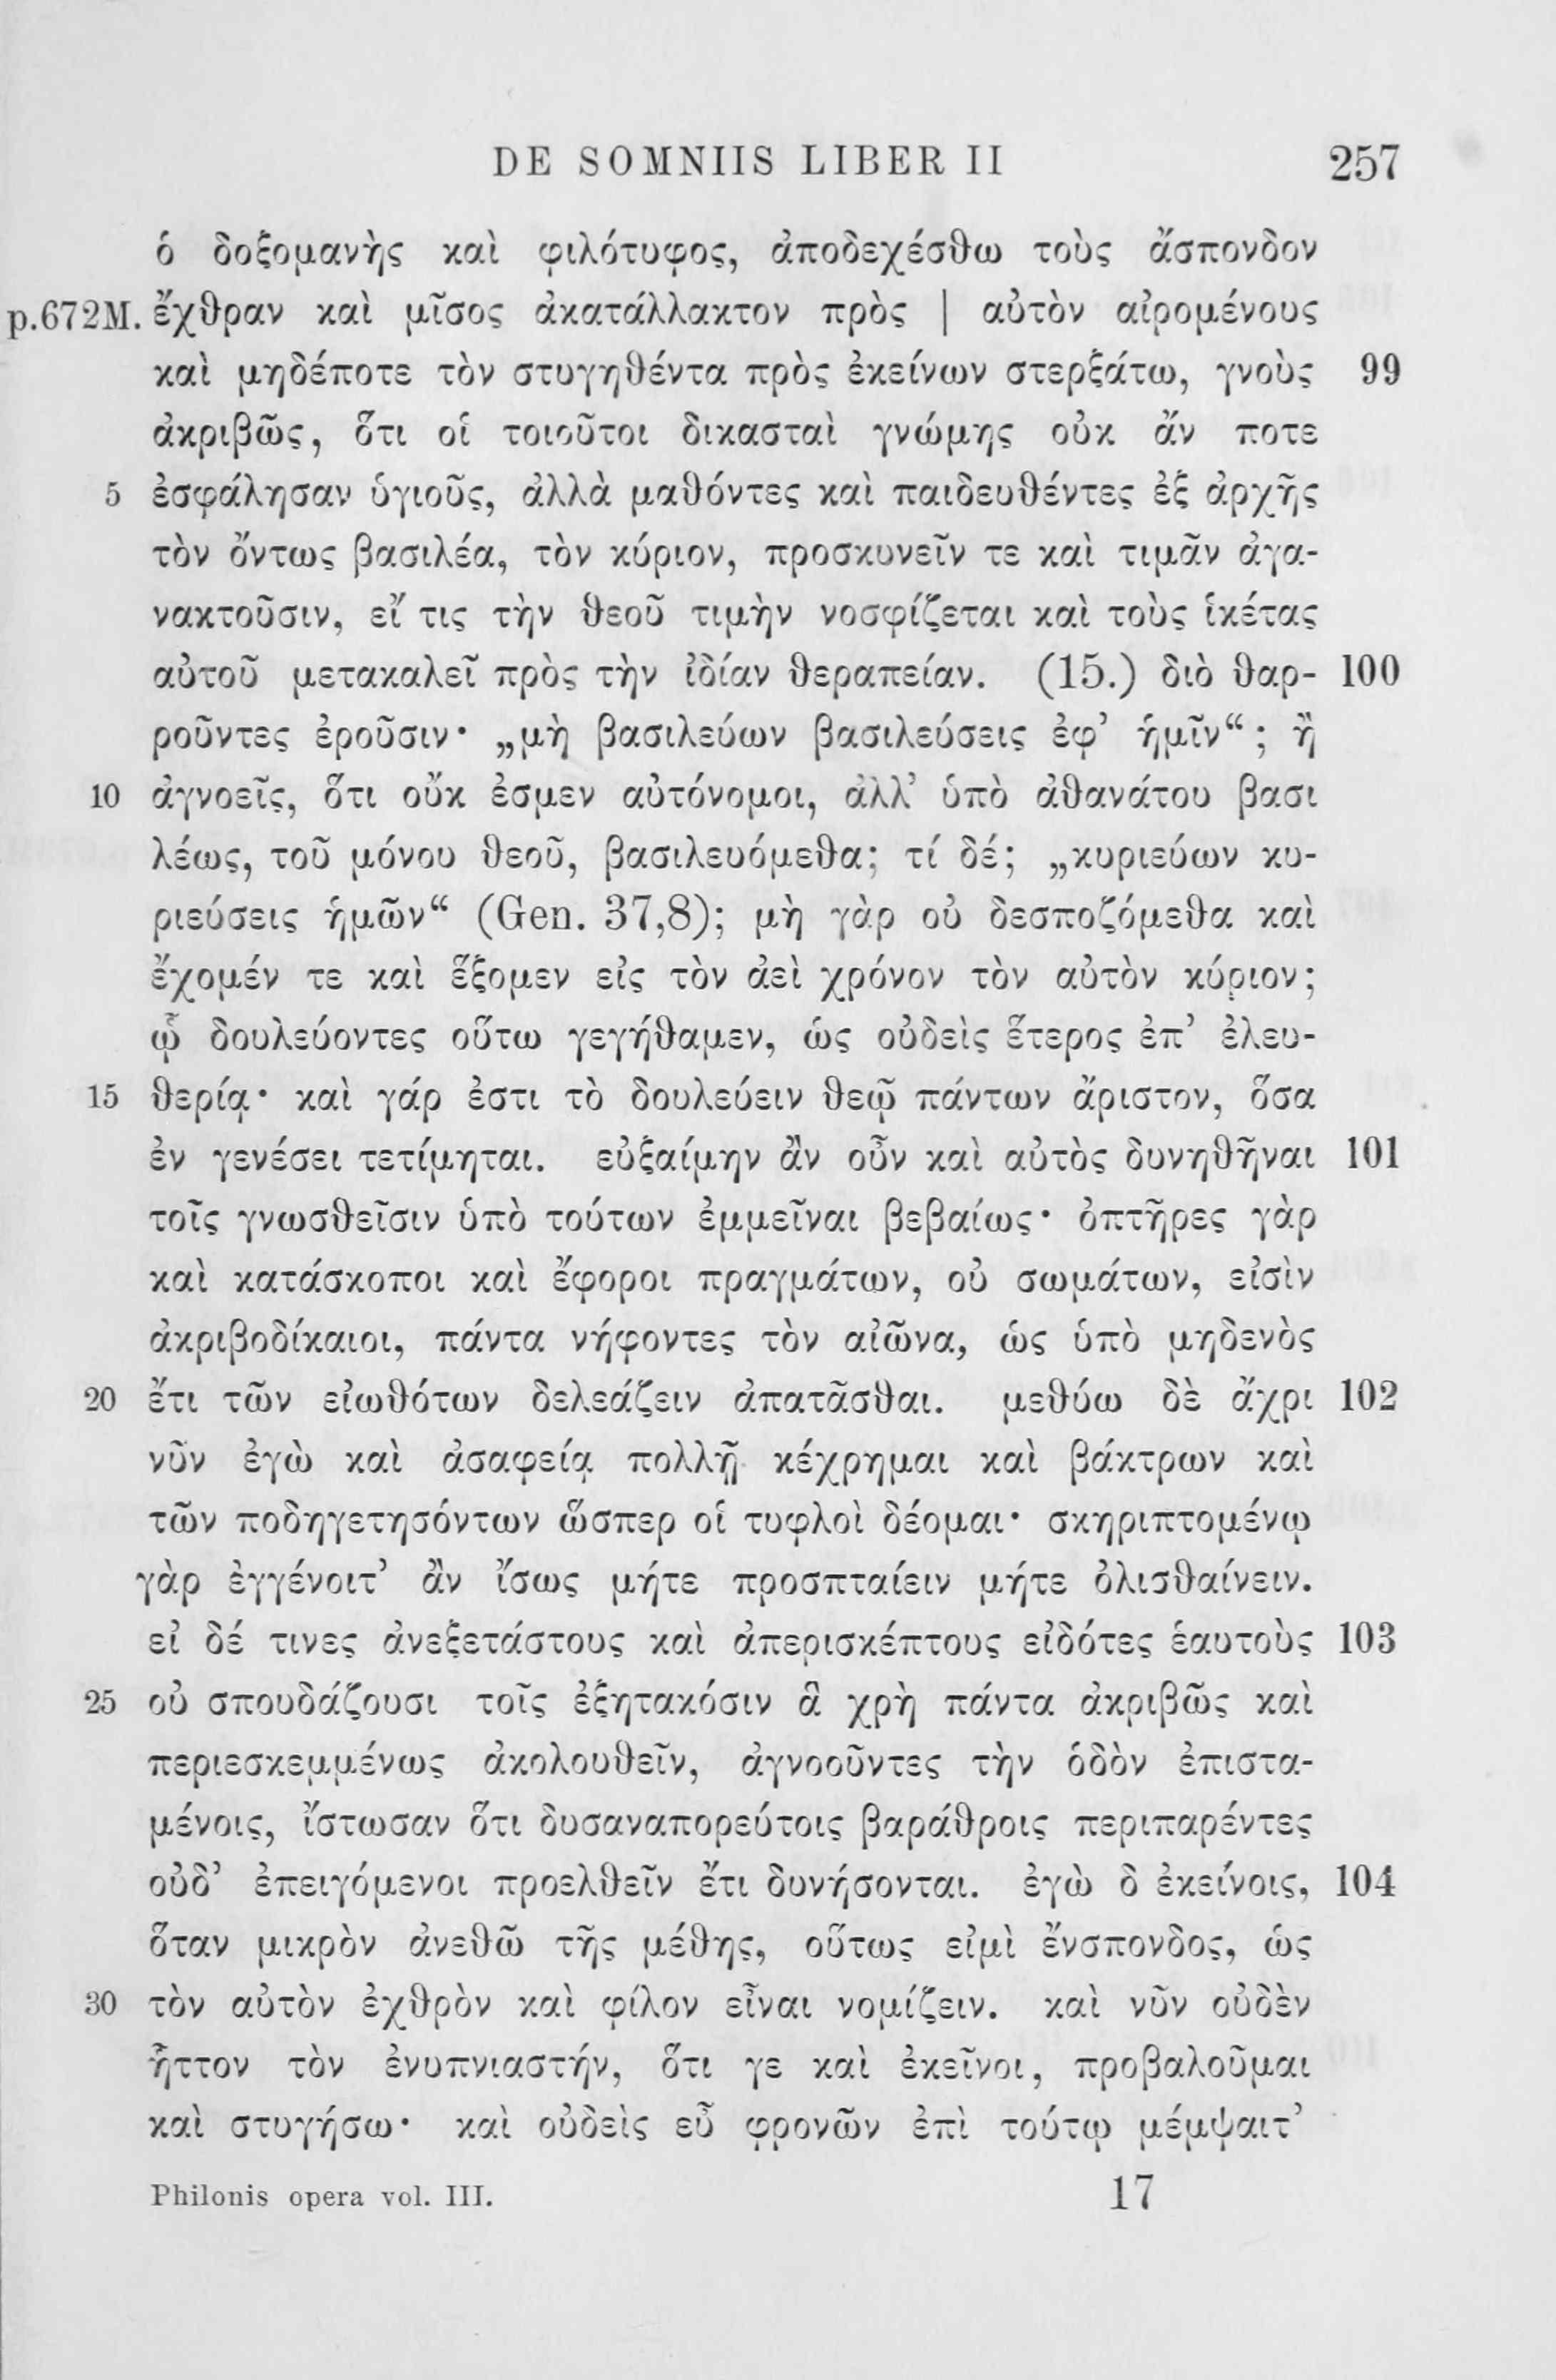 DE SOMNIIS LIBER II 257
ὁ δοξομανὴς καὶ φιλότυφος, ἀποδεχέσθω τοὺς ἄσπονδον
p.672M. ἔχθραν καὶ μῖσος ἀκατάλλακτον πρὸς | αὐτὸν αἰρομένους
καὶ μηδέποτε τὸν στυγηθέντα πρὸς ἐκείνων στερξάτω, γνοὺς 99
ἀκριβῶς, ὅτι οἱ τοιοῦτοι δικασταὶ γνώμης οὐκ ἄν ποτε
5 ἐσφάλησαν ὑγιοῦς, ἀλλὰ μαθόντες καὶ παιδευθέντες ἐξ ἀρχῆς
τὸν ὄντως βασιλέα, τὸν κύριον, προσκυνεῖν τε καὶ τιμᾶν ἀγα-
νακτοῦσιν, εἴ τις τὴν θεοῦ τιμὴν νοσφίζεται καὶ τοὺς ἱκέτας
αὐτοῦ μετακαλεῖ πρὸς τὴν ἰδίαν θεραπείαν. (15.) διὸ θαρ- 100
ροῦντες ἐροῦσιν· „μὴ βασιλεύων βασιλεύσεις ἐφ’ ἡμῖν“; ἢ
10 ἀγνοεῖς, ὅτι οὔκ ἐσμεν αὐτόνομοι, ἀλλ’ ὑπὸ ἀθανάτου βασι
λέως, τοῦ μόνου θεοῦ, βασιλευόμεθα; τί δέ; „κυριεύων κυ-
ριεύσεις ἡμῶν“ (Gen. 37,8); μὴ γὰρ οὐ δεσποζόμεθα καὶ
ἔχομέν τε καὶ ἕξομεν εἰς τὸν ἀεὶ χρόνον τὸν αὐτὸν κύριον;
ᾧ δουλεύοντες οὕτω γεγήθαμεν, ὡς οὐδεὶς ἕτερος ἐπ’ ἐλευ-
15 θερίᾳ· καὶ γάρ ἐστι τὸ δουλεύειν θεῷ πάντων ἄριστον, ὅσα
ἐν γενέσει τετίμηται. εὐξαίμην ἂν οὖν καὶ αὐτὸς δυνηθῆναι 101
τοῖς γνωσθεῖσιν ὑπὸ τούτων ἐμμεῖναι βεβαίως· ὀπτῆρες γὰρ
καὶ κατάσκοποι καὶ ἔφοροι πραγμάτων, οὐ σωμάτων, εἰσὶν
ἀκριβοδίκαιοι, πάντα νήφοντες τὸν αἰῶνα, ὡς ὑπὸ μηδενὸς
20 ἔτι τῶν εἰωθότων δελεάζειν ἀπατᾶσθαι. μεθύω δὲ ἄχρι 102
νῦν ἐγὼ καὶ ἀσαφείᾳ πολλῇ κέχρημαι καὶ βάκτρων καὶ
τῶν ποδηγετησόντων ὥσπερ οἱ τυφλοὶ δέομαι· σκηριπτομένῳ
γὰρ ἐγγένοιτ’ ἂν ἴσως μήτε προσπταίειν μήτε ὀλισθαίνειν.
εἰ δέ τινες ἀνεξετάστους καὶ ἀπερισκέπτους εἰδότες ἑαυτοὺς 103
25 οὐ σπουδάζουσι τοῖς ἐξητακόσιν ἃ χρὴ πάντα ἀκριβῶς καὶ
περιεσκεμμένως ἀκολουθεῖν, ἀγνοοῦντες τὴν ὁδὸν ἐπιστα-
μένοις, ἴστωσαν ὅτι δυσαναπορεύτοις βαράθροις περιπαρέντες
οὐδ’ ἐπειγόμενοι προελθεῖν ἔτι δυνήσονται. ἐγὼ δ ἐκείνοις, 104
ὅταν μικρὸν ἀνεθῶ τῆς μέθης, οὕτως εἰμὶ ἔνσπονδος, ὡς
30 τὸν αὐτὸν ἐχθρὸν καὶ φίλον εἶναι νομίζειν. καὶ νῦν οὐδὲν
ἧττον τὸν ἐνυπνιαστήν, ὅτι γε καὶ ἐκεῖνοι, προβαλοῦμαι
καὶ στυγήσω· καὶ οὐδεὶς εὖ φρονῶν ἐπὶ τούτῳ μέμψαιτ’
Philonis opera vol. III. 17